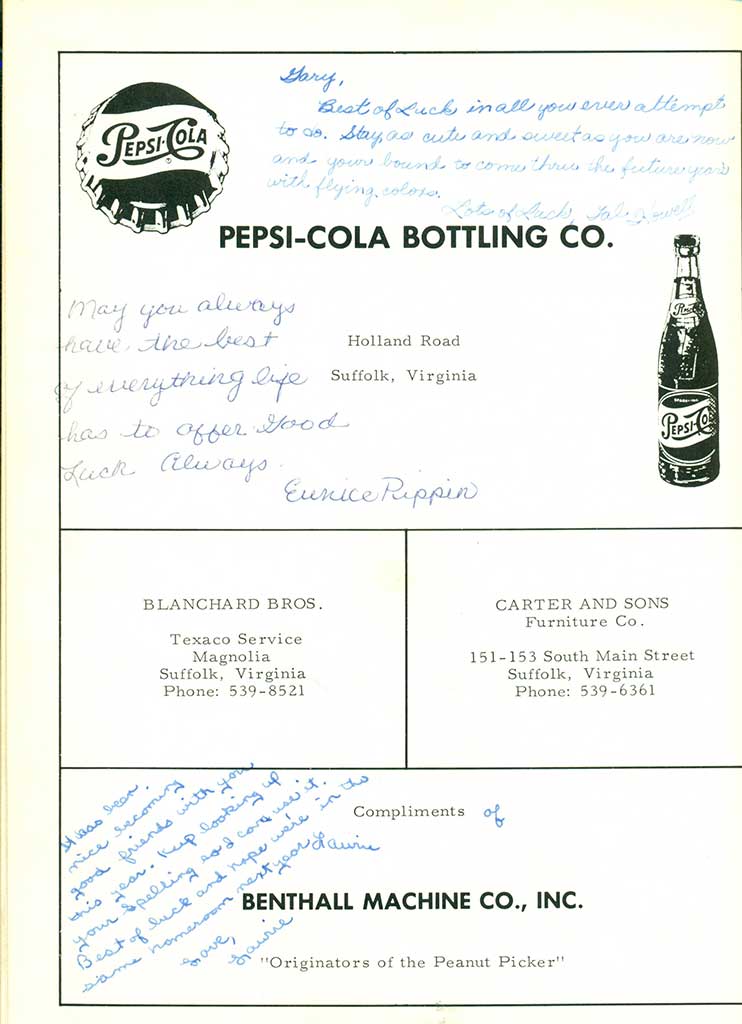 Gary,
Best of Luck in all you ever attempt
to do. Stay as cute and sweet as you are now
and your bound to come thru the future years
with flying colors.
Lots of Luck,
PEPSI-COLA
PEPSI-COLA BOTTLING CO.
May you always
have the best
of everything life
has to offer Good
Luck Always.
Eunice Pippin
Holland Road
Suffolk, Virginia
PEPSI-COLA
BLANCHARD BROS.
Texaco Service
Magnolia
Suffolk, Virginia
Phone: 539-8521
CARTER AND SONS
Furniture Co.
151-153 South Main Street
Suffolk, Virginia
Phone: 539-6361
It has been
nice becoming
good friends with you
this year. Keep looking up
your spelling so I can use it.
Best of luck and hope we're in the
same homeroom next year Laurie
Love,
Laurie
Compliments of
BENTHALL MACHINE CO., INC.
"Originators of the Peanut Picker"